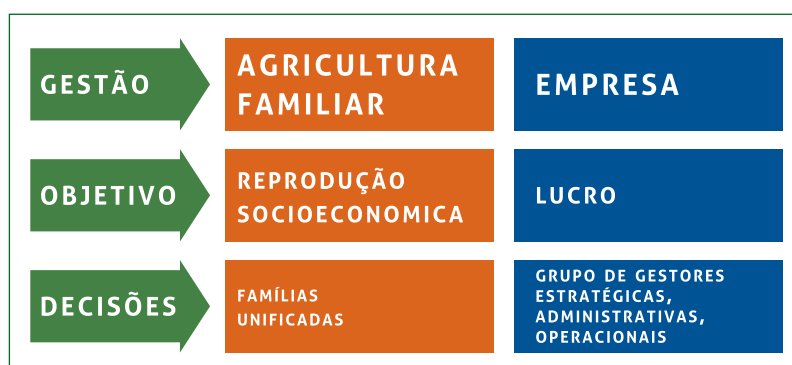 GESTÃO
AGRICULTURA
FAMILIAR
EMPRESA
OBJETIVO
REPRODUÇÃO
SOCIOECONOMICA
LUCRO
DECISÕES
FAMÍLIAS
UNIFICADAS
GRUPO DE GESTORES
ESTRATÉGICAS,
ADMINISTRATIVAS,
OPERACIONAIS